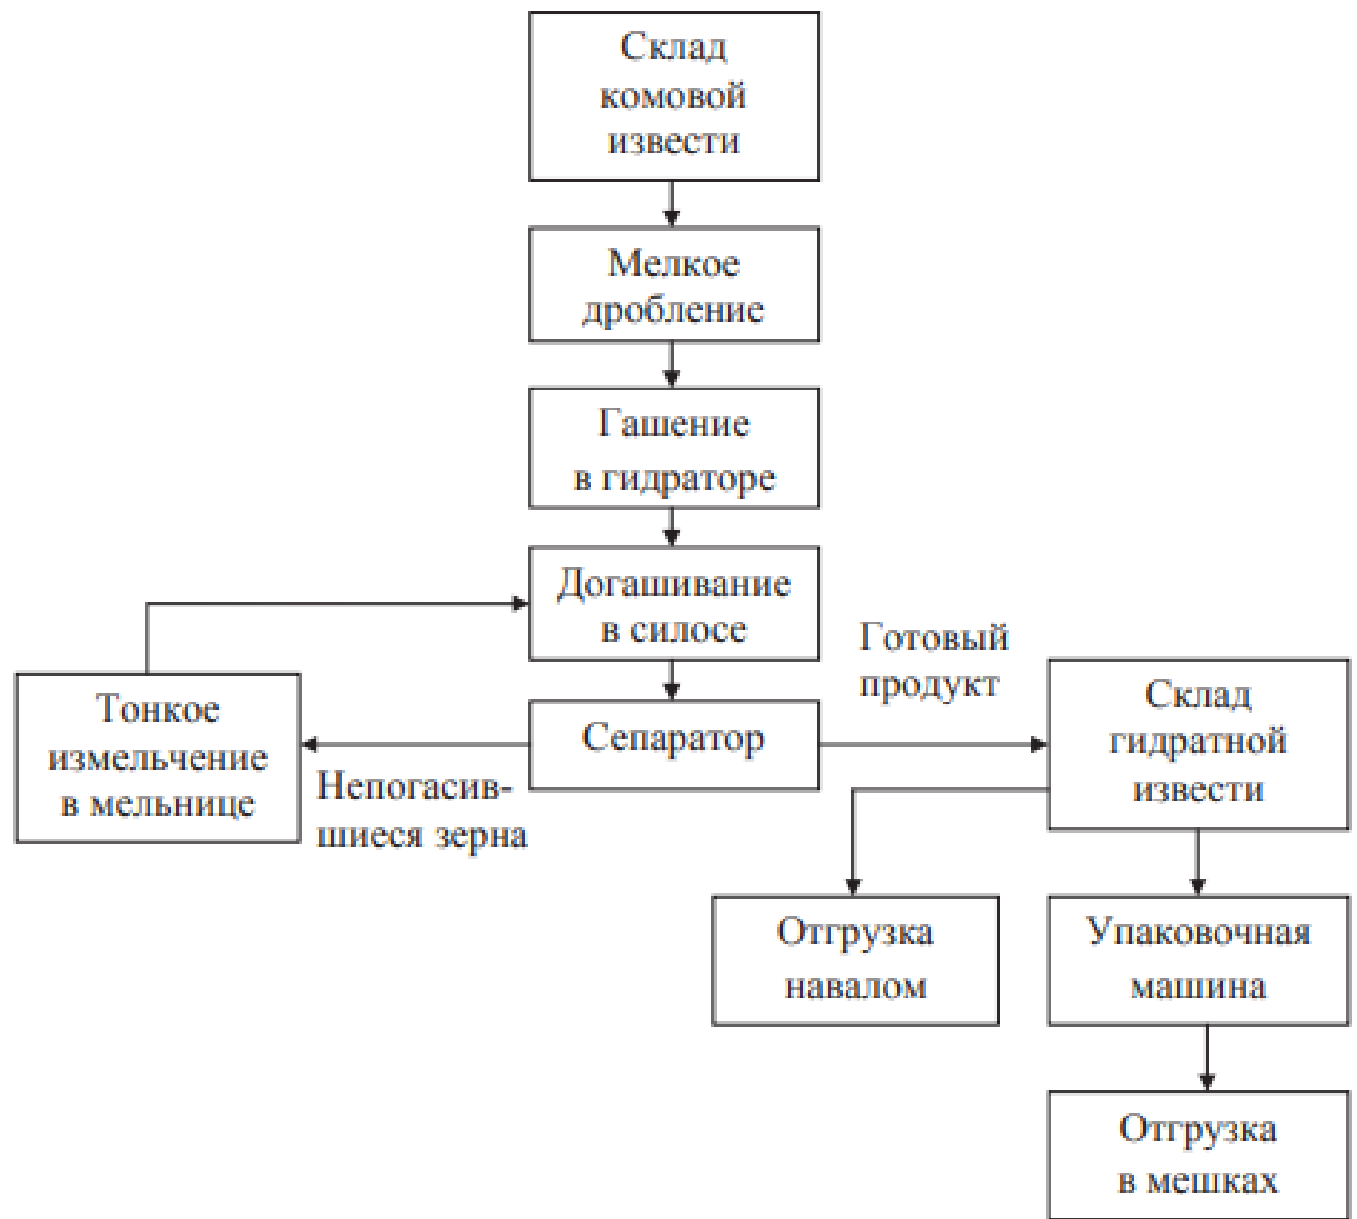 Склад
комовой
извести
Мелкое
дробление
Гашение
в гидраторе
Догашивание
в силосе
Готовый
продукт
Тонкое
измельчение
в мельнице
Непогасив-
шиеся зерна
Сепаратор
Склад
гидратной
извести
Отгрузка
навалом
Упаковочная
машина
Отгрузка
в мешках